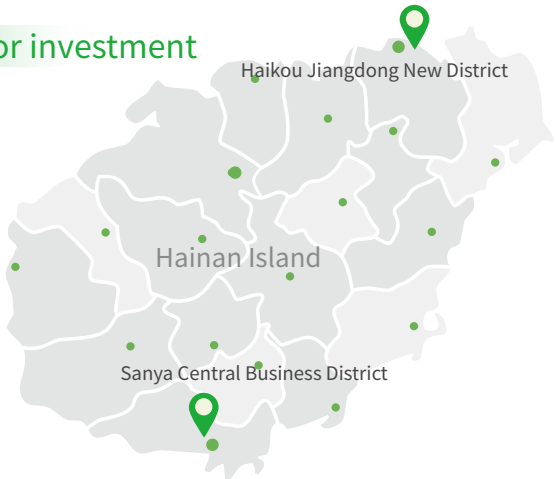 or investment
Haikou Jiangdong New District
Hainan Island
Sanya Central Business District